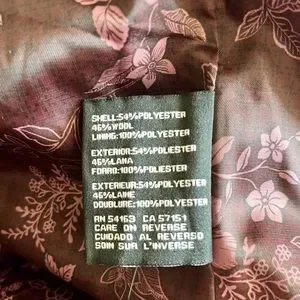 SHELL:54%POLYESTER
46%WOOL
LINING:100%POLYESTER
EXTERIOR:54%POLIESTER
46%LANA
FORRO:100%POLIESTER
EXTERIEUR:54%POLYESTER
46%LAINE
DOUBLURE:100%POLYESTER
RN 54163 CA 57151
CARE ON REVERSE
CUIDADO AL REVERSO
SOIN SUR L'INVERSE